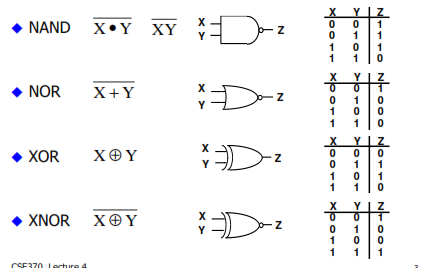 NAND X•Y XY X Y Z
X Y Z
0 0 1
0 1 1
1 0 1
1 1 0
NOR X+Y X Y Z
X Y Z
0 0 1
0 1 0
1 0 0
1 1 0
XOR X⊕Y X Y Z
X Y Z
0 0 0
0 1 1
1 0 1
1 1 0
XNOR X⊕Y X Y Z
X Y Z
0 0 1
0 1 0
1 0 0
1 1 1
CSE370, Lecture 4